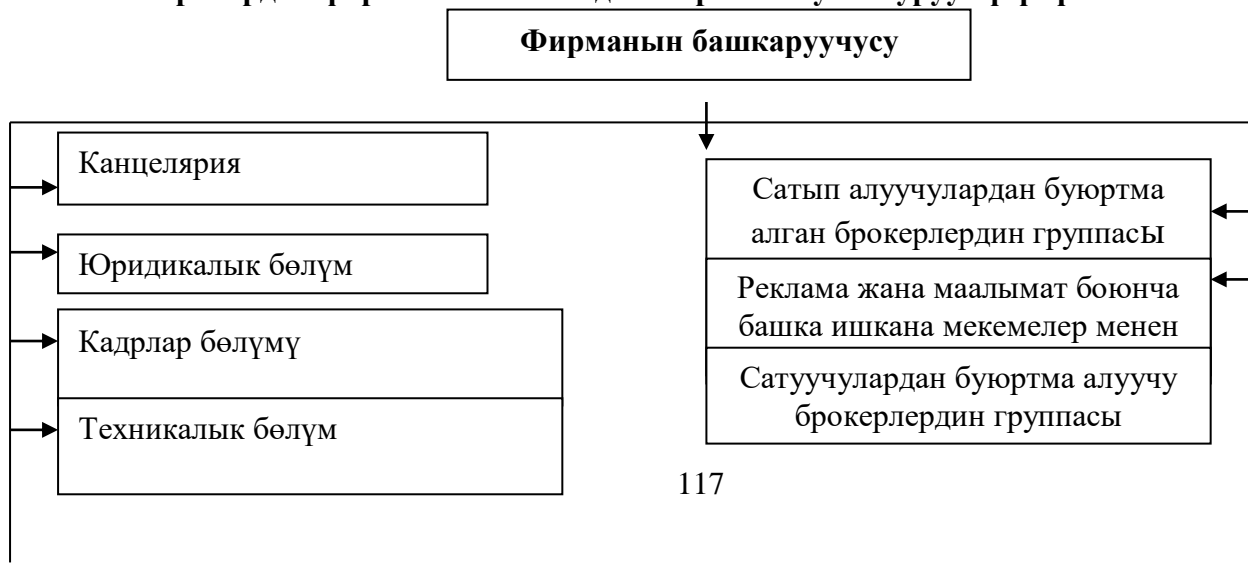 Фирманын башкаруучусу
Канцелярия
Юридикалык бөлүм
Кадрлар бөлүмү
Техникалык бөлүм
Сатып алуучулардан буюртма
алган брокерлердин группасы
Реклама жана маалымат боюнча
башка ишкана мекемелер менен
Сатуучулардан буюртма алуучу
брокерлердин группасы
117